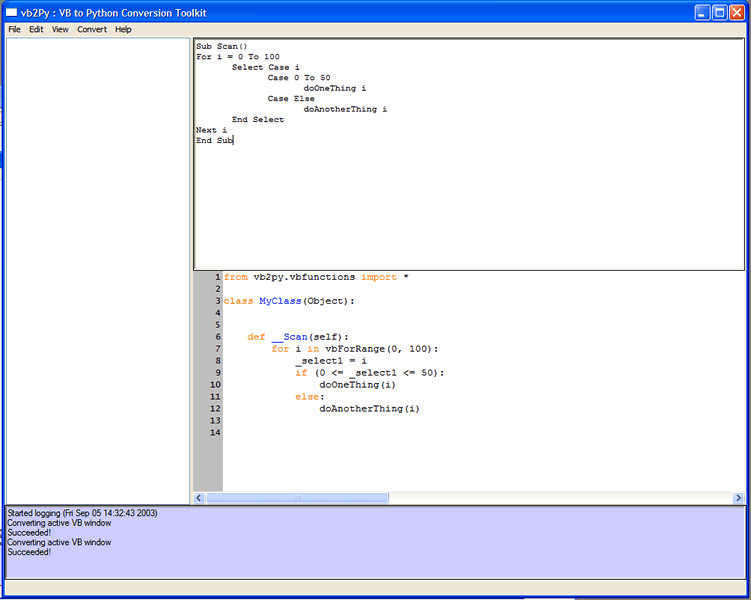 vb2Py : VB to Python Conversion Toolkit
File Edit View Convert Help
Sub Scan()
For i = 0 To 100
Select Case i
Case 0 To 50
doOneThing i
Case Else
doAnotherThing i
End Select
Next i
End Sub
1 from vb2py.vbfunctions import *
2
3 class MyClass(Object):
4
5
6 def __Scan(self):
7 for i in vbForRange(0, 100):
8 _select1 = i
9 if (0 <= _select1 <= 50):
10 doOneThing(i)
11 else:
12 doAnotherThing(i)
13
14
Started logging (Fri Sep 05 14:32:43 2003)
Converting active VB window
Succeeded!
Converting active VB window
Succeeded!